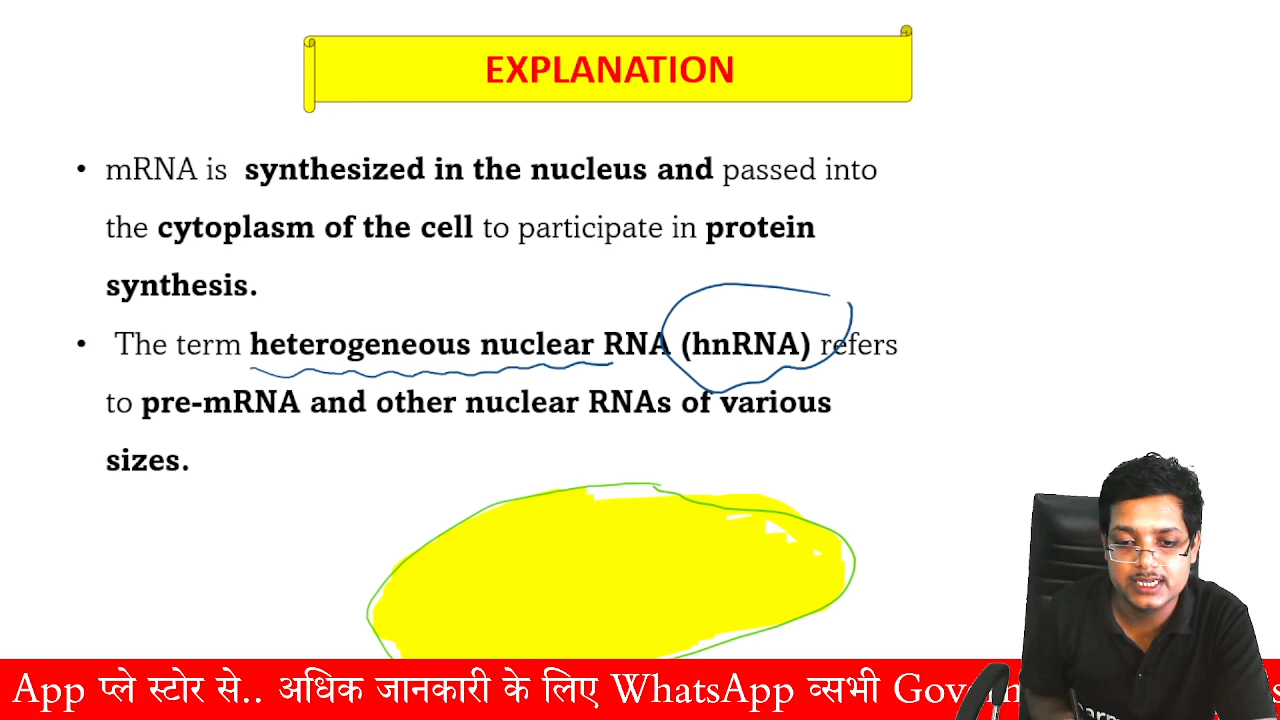 EXPLANATION
• mRNA is synthesized in the nucleus and passed into
the cytoplasm of the cell to participate in protein
synthesis.
• The term heterogeneous nuclear RNA (hnRNA) refers
to pre-mRNA and other nuclear RNAs of various
sizes.
App प्ले स्टोर से.. अधिक जानकारी के लिए WhatsApp व्सभी